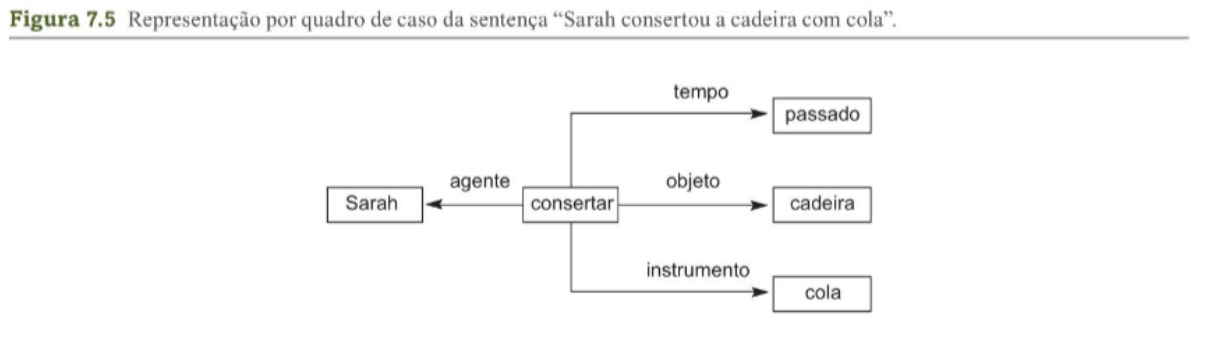 Figura 7.5 Representação por quadro de caso da sentença “Sarah consertou a cadeira com cola”.
tempo
passado
agente
objeto
Sarah
consertar
cadeira
instrumento
cola